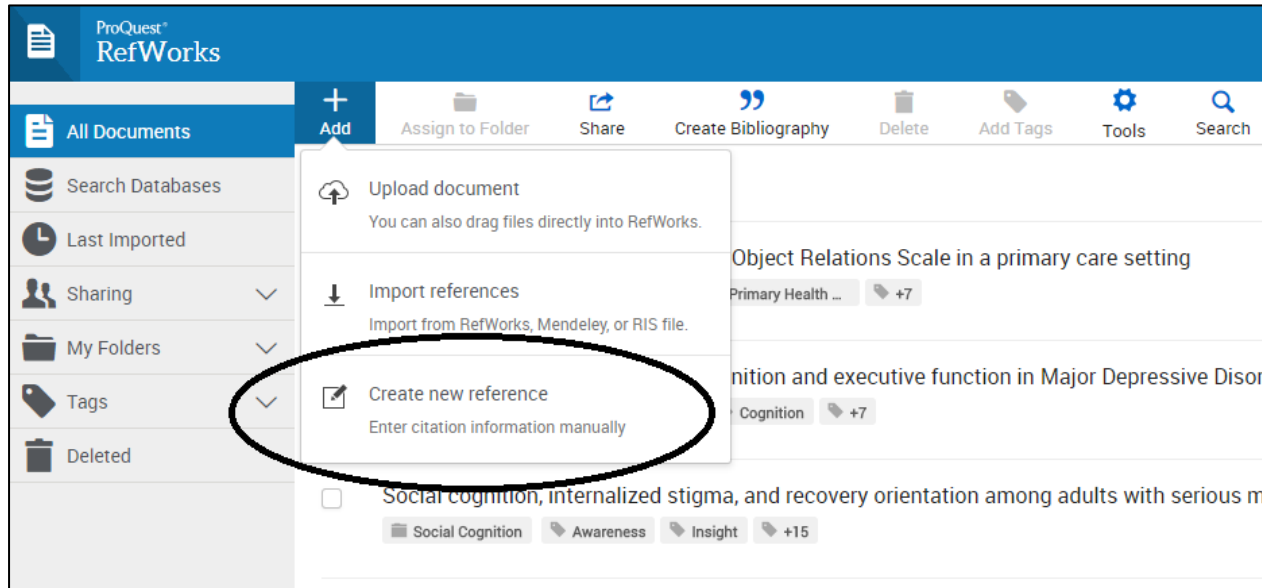 ProQuest®
RefWorks
Add
Assign to Folder
Share
Create Bibliography
Delete
Add Tags
Tools
Search
All Documents
Search Databases
Last Imported
Sharing
My Folders
Tags
Deleted
Upload document
You can also drag files directly into RefWorks.
Import references
Import from RefWorks, Mendeley, or RIS file.
Create new reference
Enter citation information manually
Object Relations Scale in a primary care setting
Primary Health ... +7
nition and executive function in Major Depressive Disor
Cognition +7
Social cognition, internalized stigma, and recovery orientation among adults with serious m
Social Cognition Awareness Insight +15